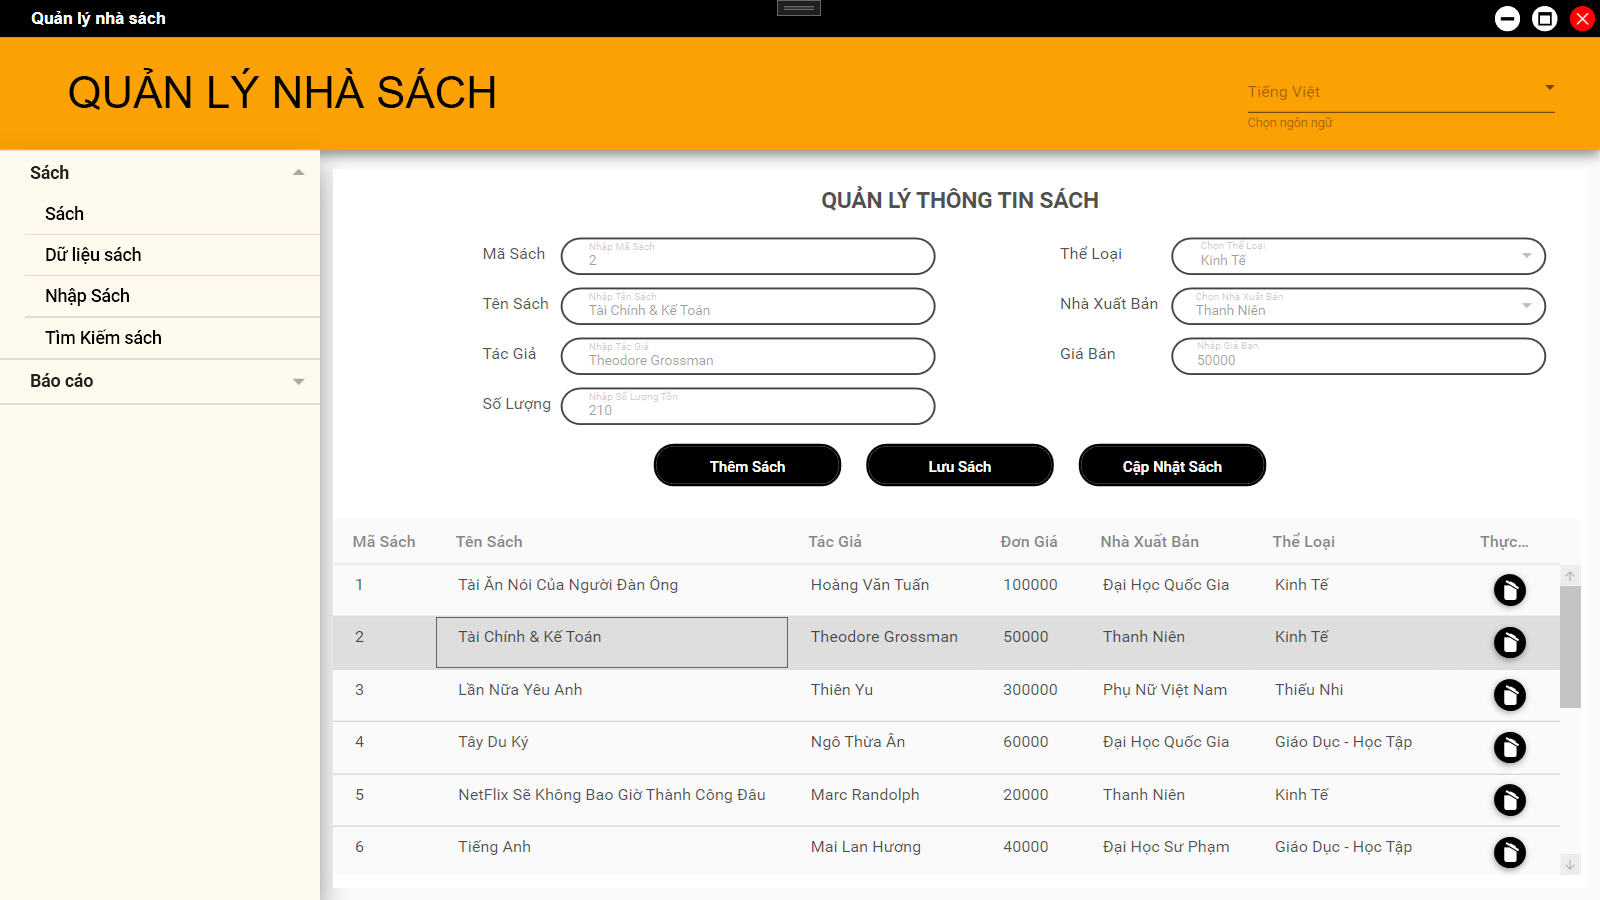 Quản lý nhà sách
QUẢN LÝ NHÀ SÁCH
Tiếng Việt
Chọn ngôn ngữ
Sách
Sách
Dữ liệu sách
Nhập Sách
Tìm Kiếm sách
Báo cáo
QUẢN LÝ THÔNG TIN SÁCH
Mã Sách Nhập Mã Sách 2 Thể Loại Chọn Thể Loại Kinh Tế
Tên Sách Nhập Tên Sách Tài Chính & Kế Toán Nhà Xuất Bản Chọn Nhà Xuất Bản Thanh Niên
Tác Giả Nhập Tác Giả Theodore Grossman Giá Bán Nhập Giá Bán 50000
Số Lượng Nhập Số Lượng Tồn 210
Thêm Sách Lưu Sách Cập Nhật Sách
Mã Sách Tên Sách Tác Giả Đơn Giá Nhà Xuất Bản Thể Loại Thực...
1 Tài Ăn Nói Của Người Đàn Ông Hoàng Văn Tuấn 100000 Đại Học Quốc Gia Kinh Tế
2 Tài Chính & Kế Toán Theodore Grossman 50000 Thanh Niên Kinh Tế
3 Lần Nữa Yêu Anh Thiên Yu 300000 Phụ Nữ Việt Nam Thiếu Nhi
4 Tây Du Ký Ngô Thừa Ân 60000 Đại Học Quốc Gia Giáo Dục - Học Tập
5 NetFlix Sẽ Không Bao Giờ Thành Công Đâu Marc Randolph 20000 Thanh Niên Kinh Tế
6 Tiếng Anh Mai Lan Hương 40000 Đại Học Sư Phạm Giáo Dục - Học Tập